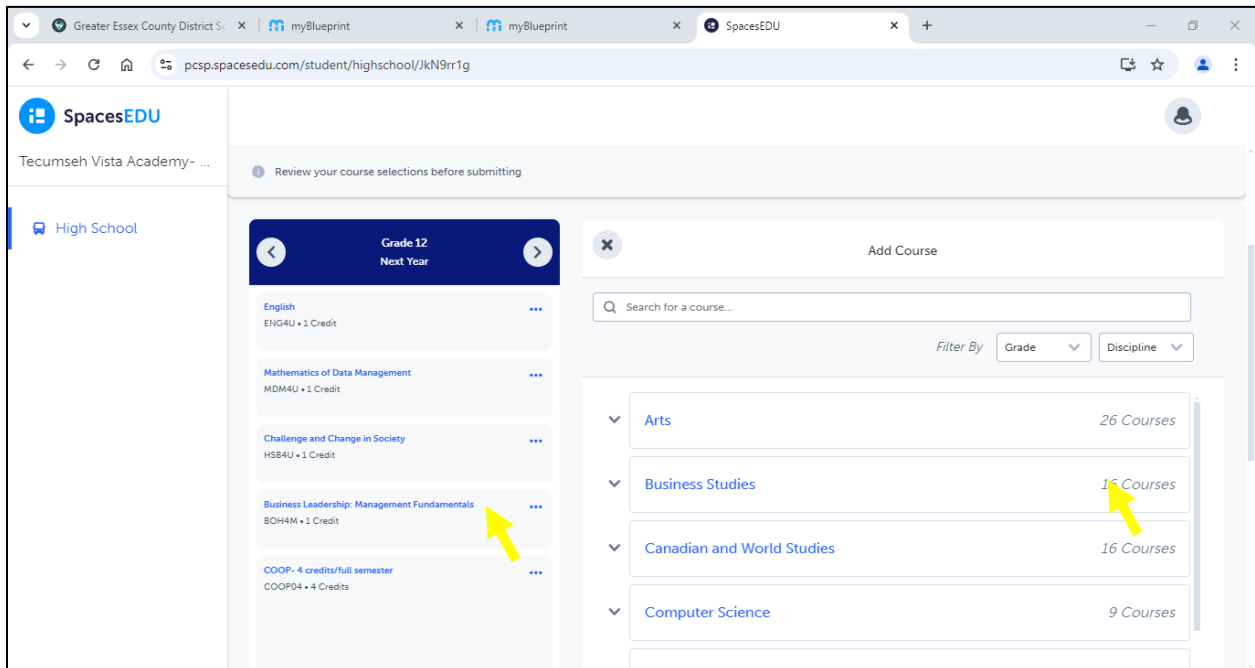 Greater Essex County District Sc
myBlueprint
myBlueprint
SpacesEDU
pcsp.spacesedu.com/student/highschool/JkN9rr1g
SpacesEDU
Tecumseh Vista Academy- ...
Review your course selections before submitting
High School
Grade 12
Next Year
English
ENG4U • 1 Credit
Mathematics of Data Management
MDM4U • 1 Credit
Challenge and Change in Society
HSB4U • 1 Credit
Business Leadership: Management Fundamentals
BOH4M • 1 Credit
COOP- 4 credits/full semester
COOP04 • 4 Credits
Add Course
Search for a course...
Filter By Grade Discipline
Arts 26 Courses
Business Studies 16 Courses
Canadian and World Studies 16 Courses
Computer Science 9 Courses